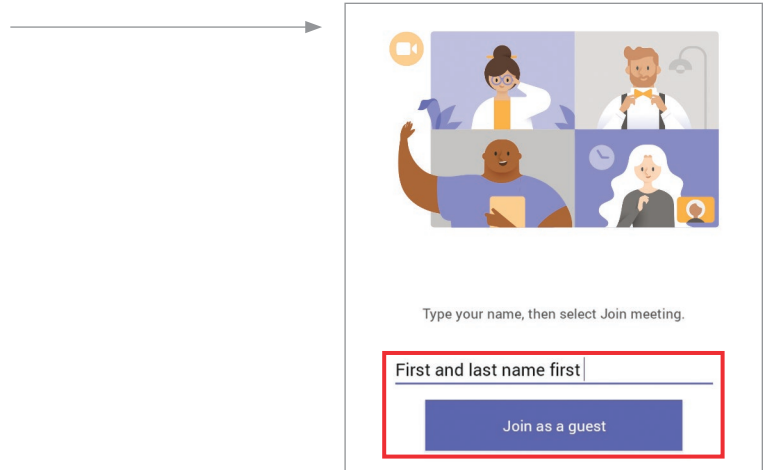 Type your name, then select Join meeting.
First and last name first
Join as a guest